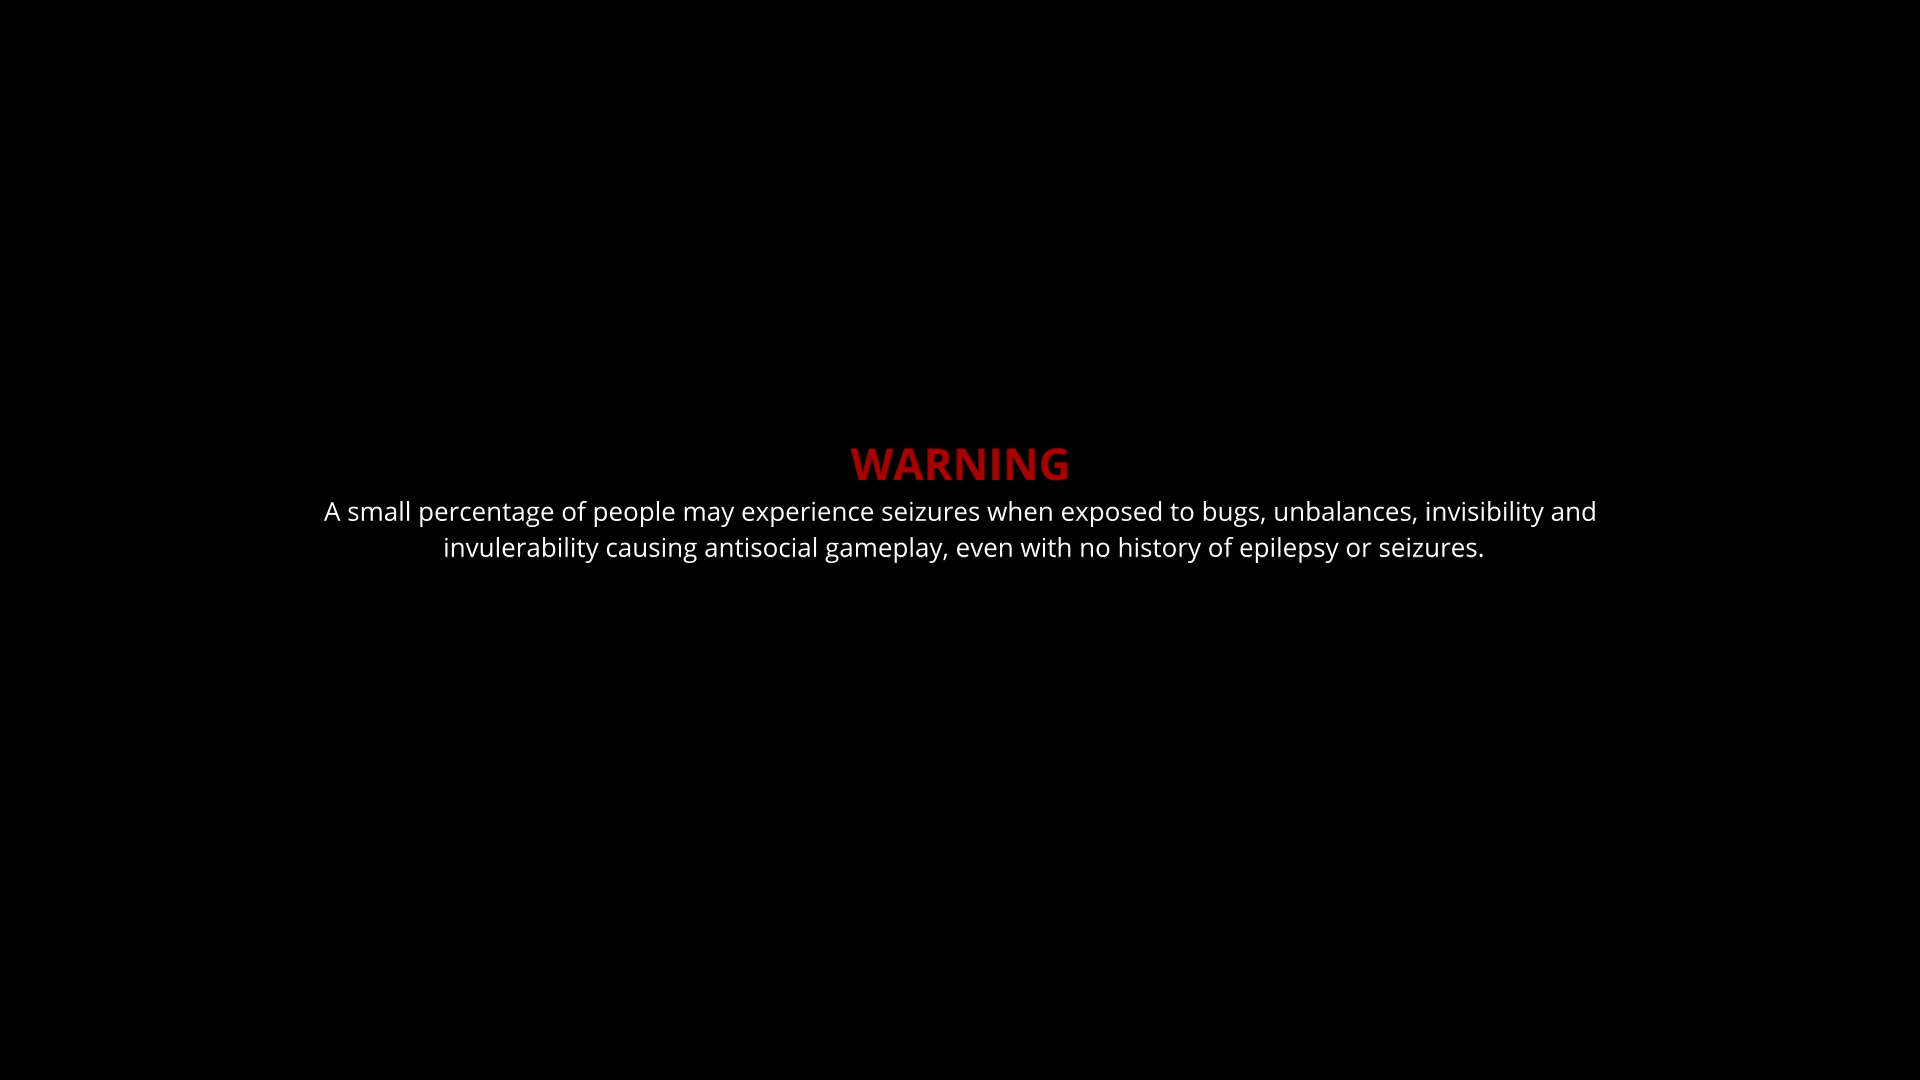 WARNING
A small percentage of people may experience seizures when exposed to bugs, unbalances, invisibility and
invulerability causing antisocial gameplay, even with no history of epilepsy or seizures.